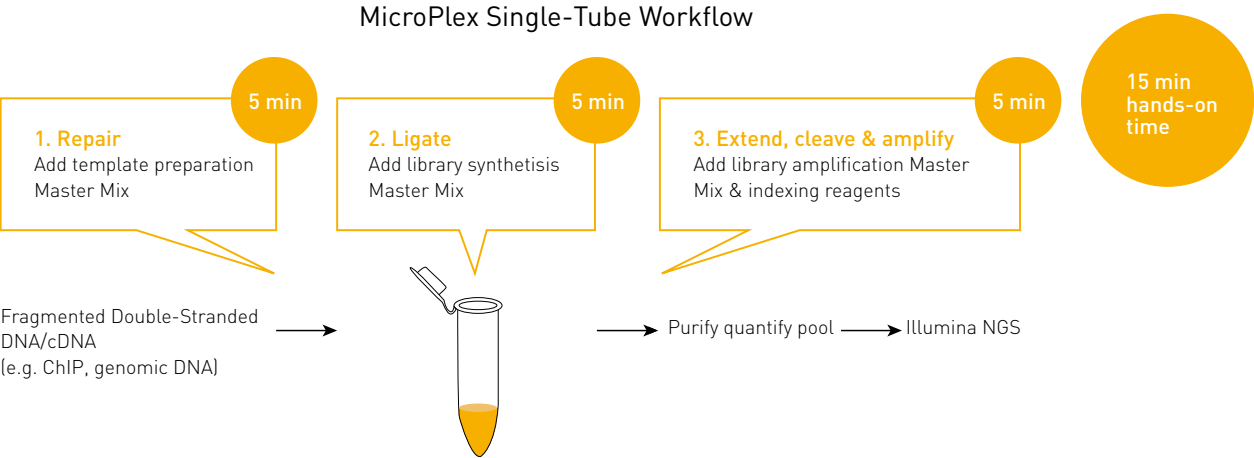 MicroPlex Single-Tube Workflow
5 min
1. Repair
Add template preparation
Master Mix
5 min
2. Ligate
Add library synthetisis
Master Mix
5 min
3. Extend, cleave & amplify
Add library amplification Master
Mix & indexing reagents
15 min
hands-on
time
Fragmented Double-Stranded
DNA/cDNA
(e.g. ChIP, genomic DNA)
Purify quantify pool
Illumina NGS